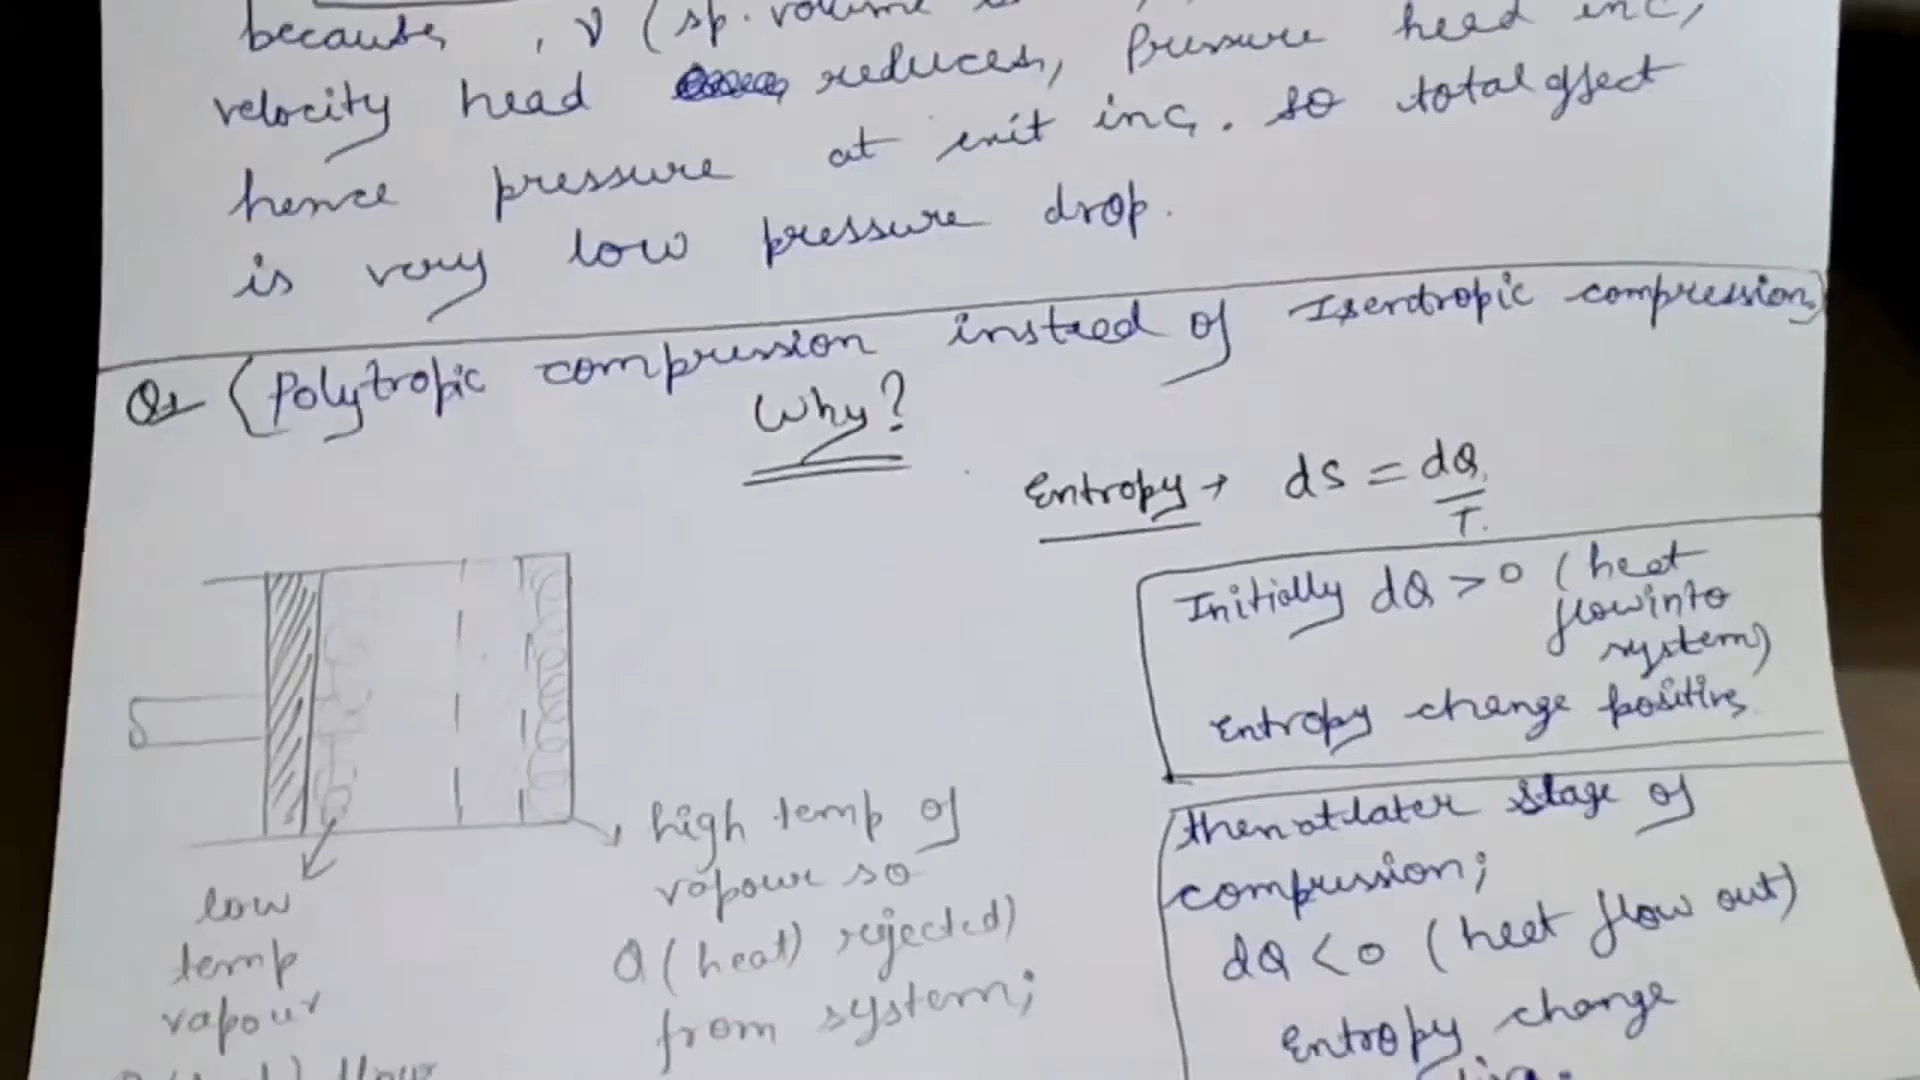 because, , v (sp. volume
velocity head reduces, Pressure head inc,
hence pressure at exit inc, . so total effect
is very low pressure drop.
Q1 (Polytropic compression instead of Isentropic compression)
Why?
Entropy → dS = dQ/T.
Initially dQ > 0 (heat
flow into
system)
Entropy change positive
then at later stage of
compression;
dQ < 0 (heat flow out)
Entropy change
low
temp
vapour
high temp of
vapour so
Q (heat) rejected)
from system;